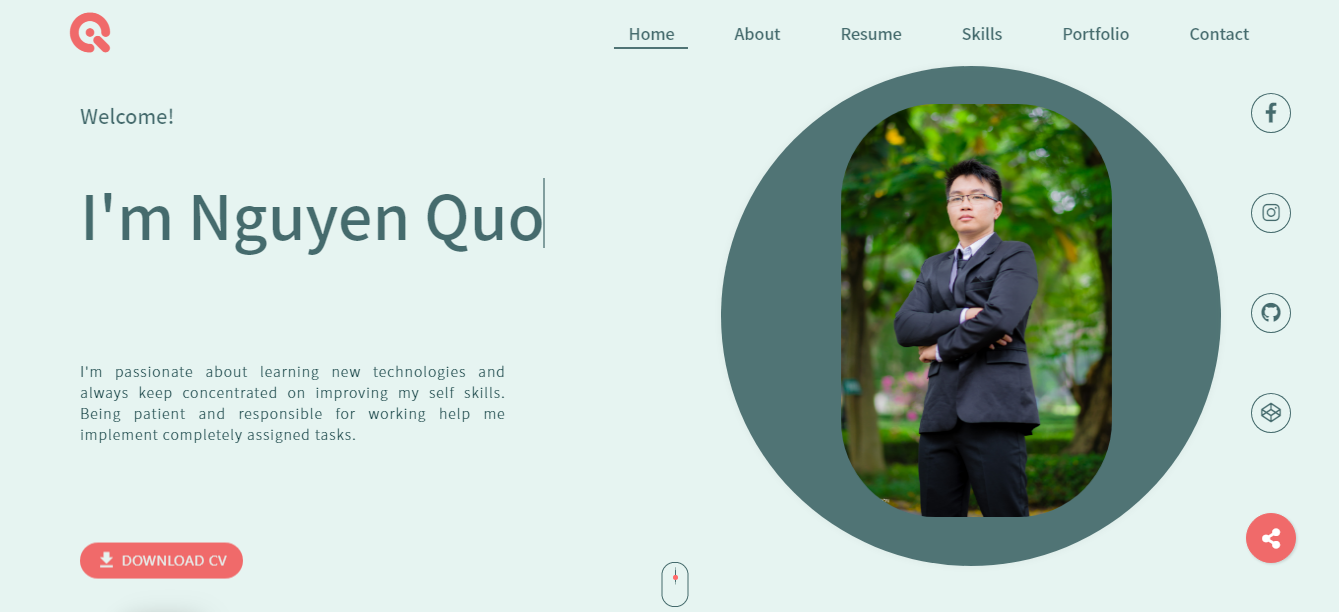 Home
About
Resume
Skills
Portfolio
Contact
Welcome!
I'm Nguyen Quo
I'm passionate about learning new technologies and
always keep concentrated on improving my self skills.
Being patient and responsible for working help me
implement completely assigned tasks.
DOWNLOAD CV